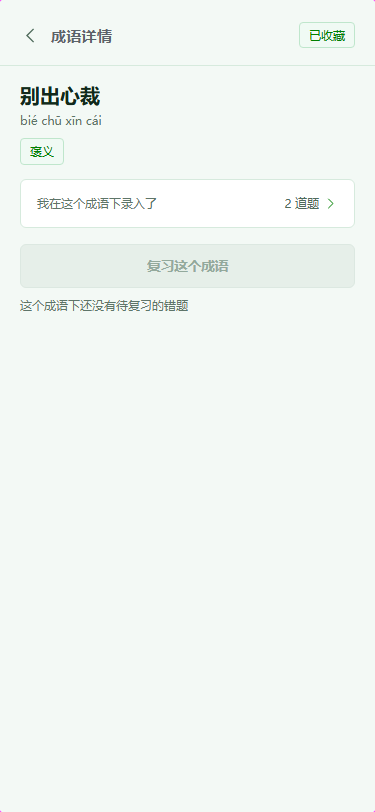 成语详情
已收藏
别出心裁
bié chū xīn cái
褒义
我在这个成语下录入了
2 道题
复习这个成语
这个成语下还没有待复习的错题